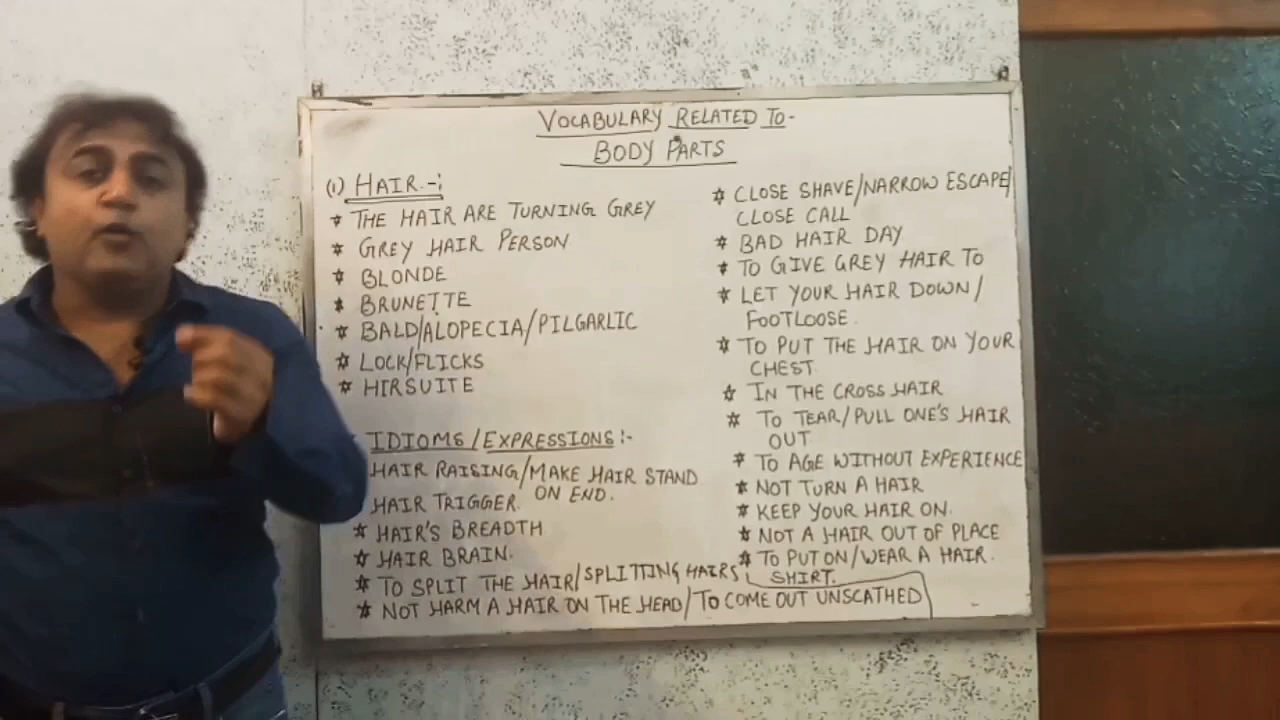 VOCABULARY RELATED TO-
BODY PARTS
(1) HAIR.-:
* THE HAIR ARE TURNING GREY
* GREY HAIR PERSON
* BLONDE
* BRUNETTE
* BALD/ALOPECIA/PILGARLIC
* LOCK/FLICKS
* HIRSUITE
IDIOMS/EXPRESSIONS:-
HAIR RAISING/MAKE HAIR STAND
ON END.
HAIR TRIGGER.
* HAIR'S BREADTH
* HAIR BRAIN.
* TO SPLIT THE HAIR/SPLITTING HAIRS
* NOT HARM A HAIR ON THE HEAD/TO COME OUT UNSCATHED
* CLOSE SHAVE/NARROW ESCAPE/
CLOSE CALL
* BAD HAIR DAY
* TO GIVE GREY HAIR TO
* LET YOUR HAIR DOWN/
FOOTLOOSE.
* TO PUT THE HAIR ON YOUR
CHEST
* IN THE CROSS HAIR
* TO TEAR/PULL ONE'S HAIR
OUT
* TO AGE WITHOUT EXPERIENCE
* NOT TURN A HAIR
* KEEP YOUR HAIR ON.
* NOT A HAIR OUT OF PLACE
* TO PUT ON/WEAR A HAIR.
SHIRT.